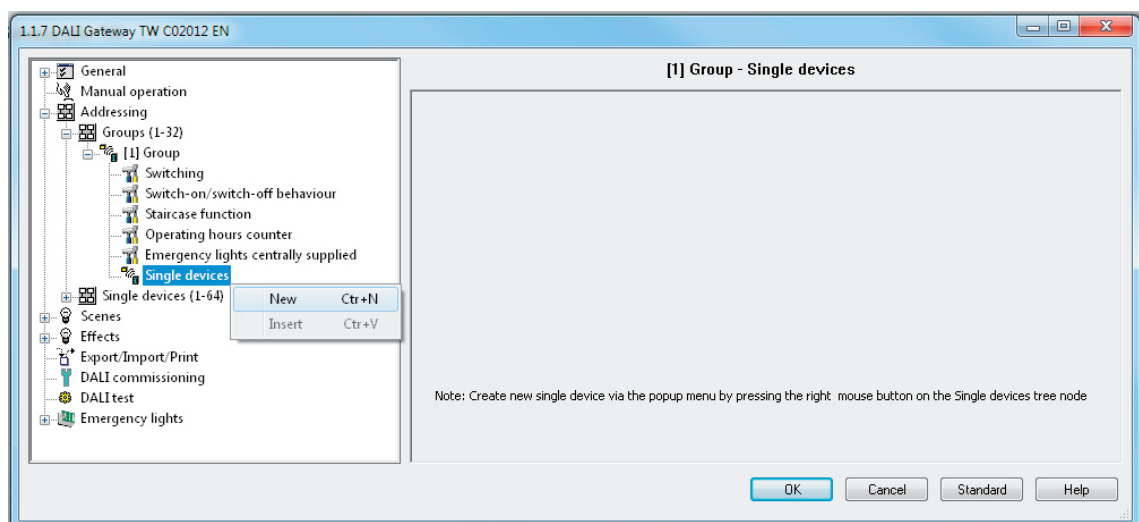 1.1.7 DALI Gateway TW C02012 EN
General
Manual operation
Addressing
Groups (1-32)
[1] Group
Switching
Switch-on/switch-off behaviour
Staircase function
Operating hours counter
Emergency lights centrally supplied
Single devices
Single devices (1-64)
New Ctr+N
Insert Ctr+V
Scenes
Effects
Export/Import/Print
DALI commissioning
DALI test
Emergency lights
[1] Group - Single devices
Note: Create new single device via the popup menu by pressing the right mouse button on the Single devices tree node
OK Cancel Standard Help